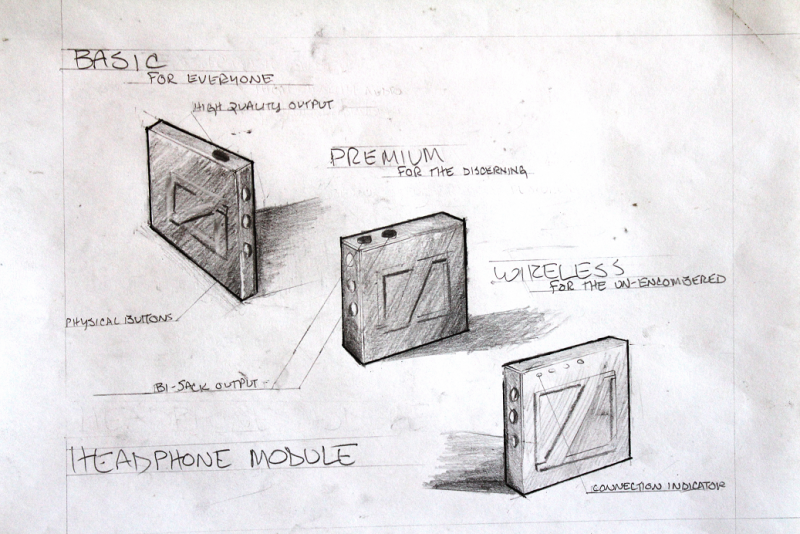 BASIC
FOR EVERYONE
HIGH QUALITY OUTPUT
PREMIUM
FOR THE DISCERNING
WIRELESS
FOR THE UN-ENCOMBERED
PHYSICAL BUTTONS
BI-JACK OUTPUT
HEADPHONE MODULE
CONNECTION INDICATOR